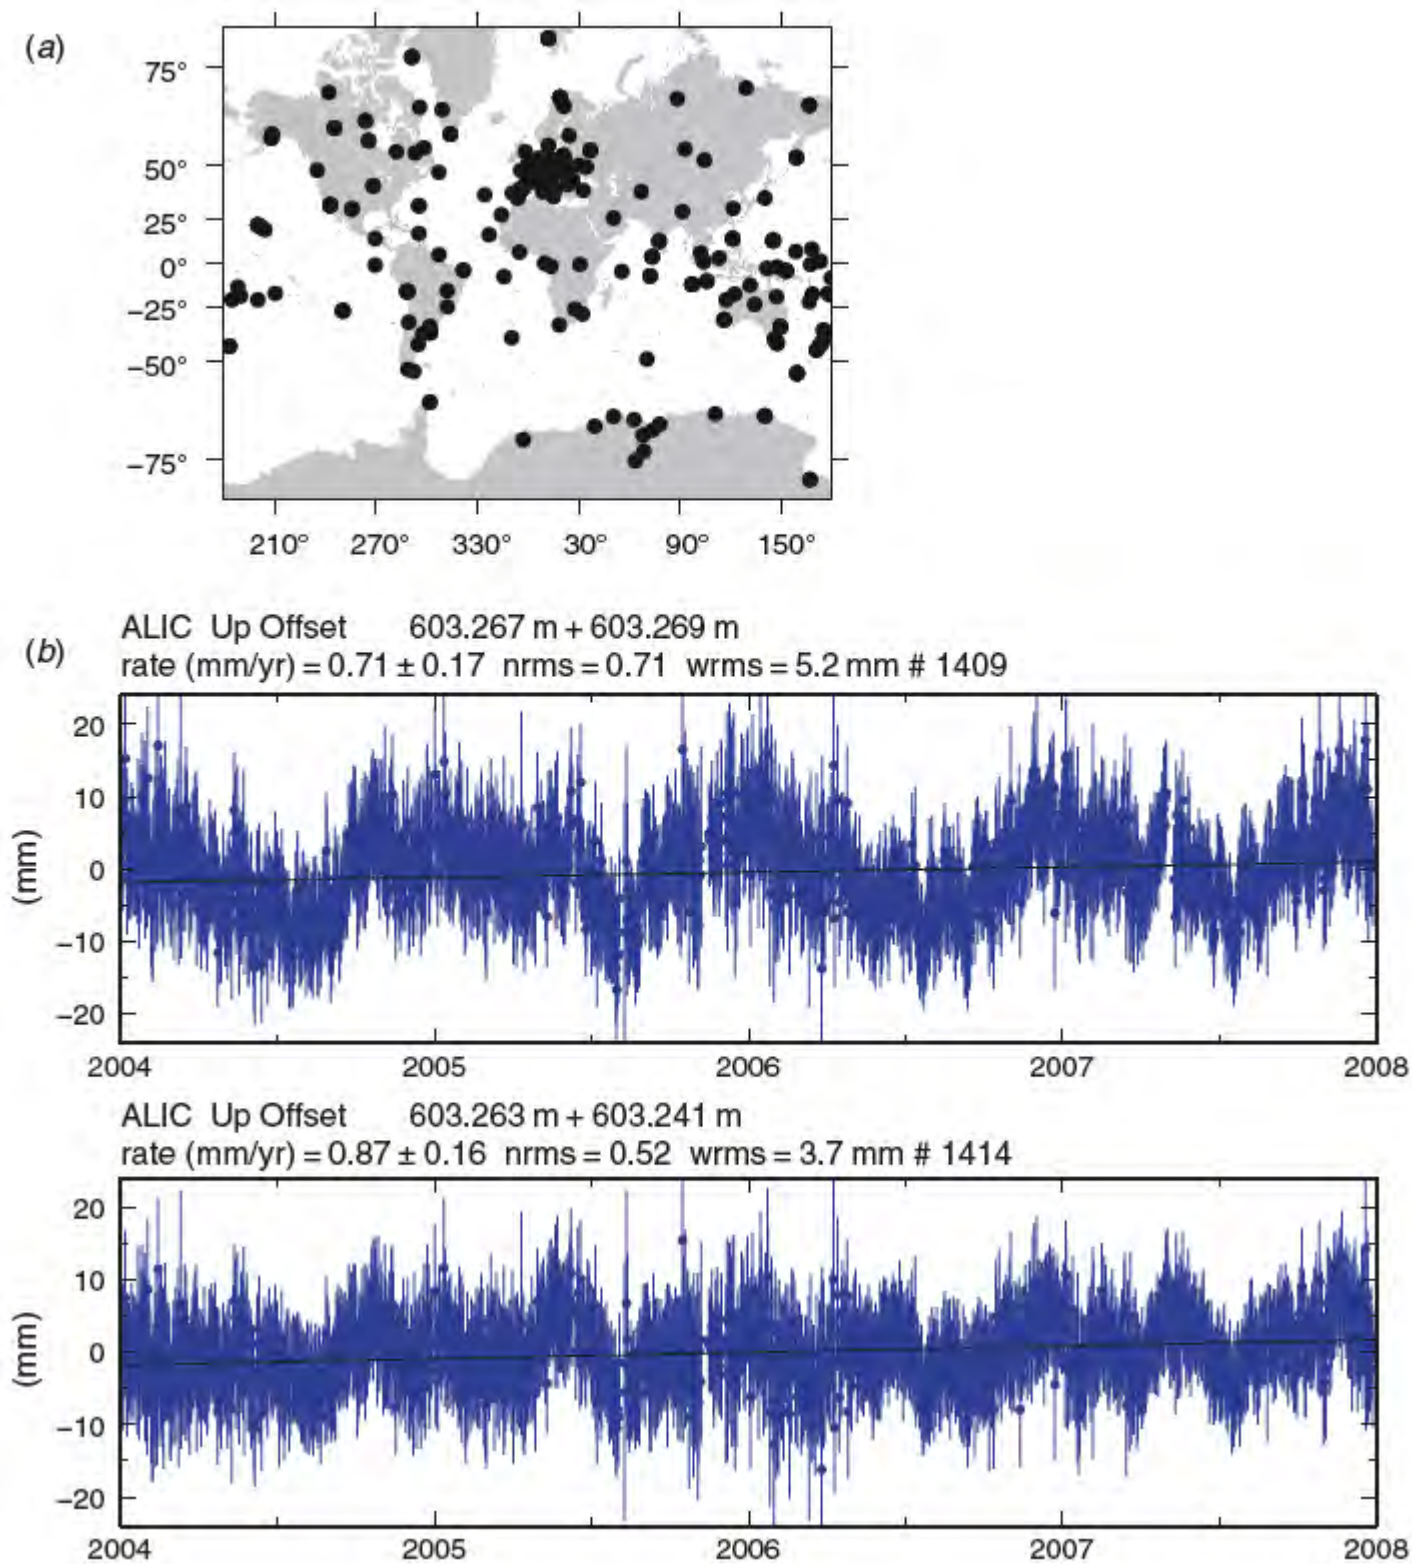 (a)
75°
50°
25°
0°
−25°
−50°
−75°
210° 270° 330° 30° 90° 150°
(b)
ALIC Up Offset 603.267 m + 603.269 m
rate (mm/yr) = 0.71 ± 0.17 nrms = 0.71 wrms = 5.2 mm # 1409
20
10
0
−10
−20
(mm)
2004 2005 2006 2007 2008
ALIC Up Offset 603.263 m + 603.241 m
rate (mm/yr) = 0.87 ± 0.16 nrms = 0.52 wrms = 3.7 mm # 1414
20
10
0
−10
−20
(mm)
2004 2005 2006 2007 2008